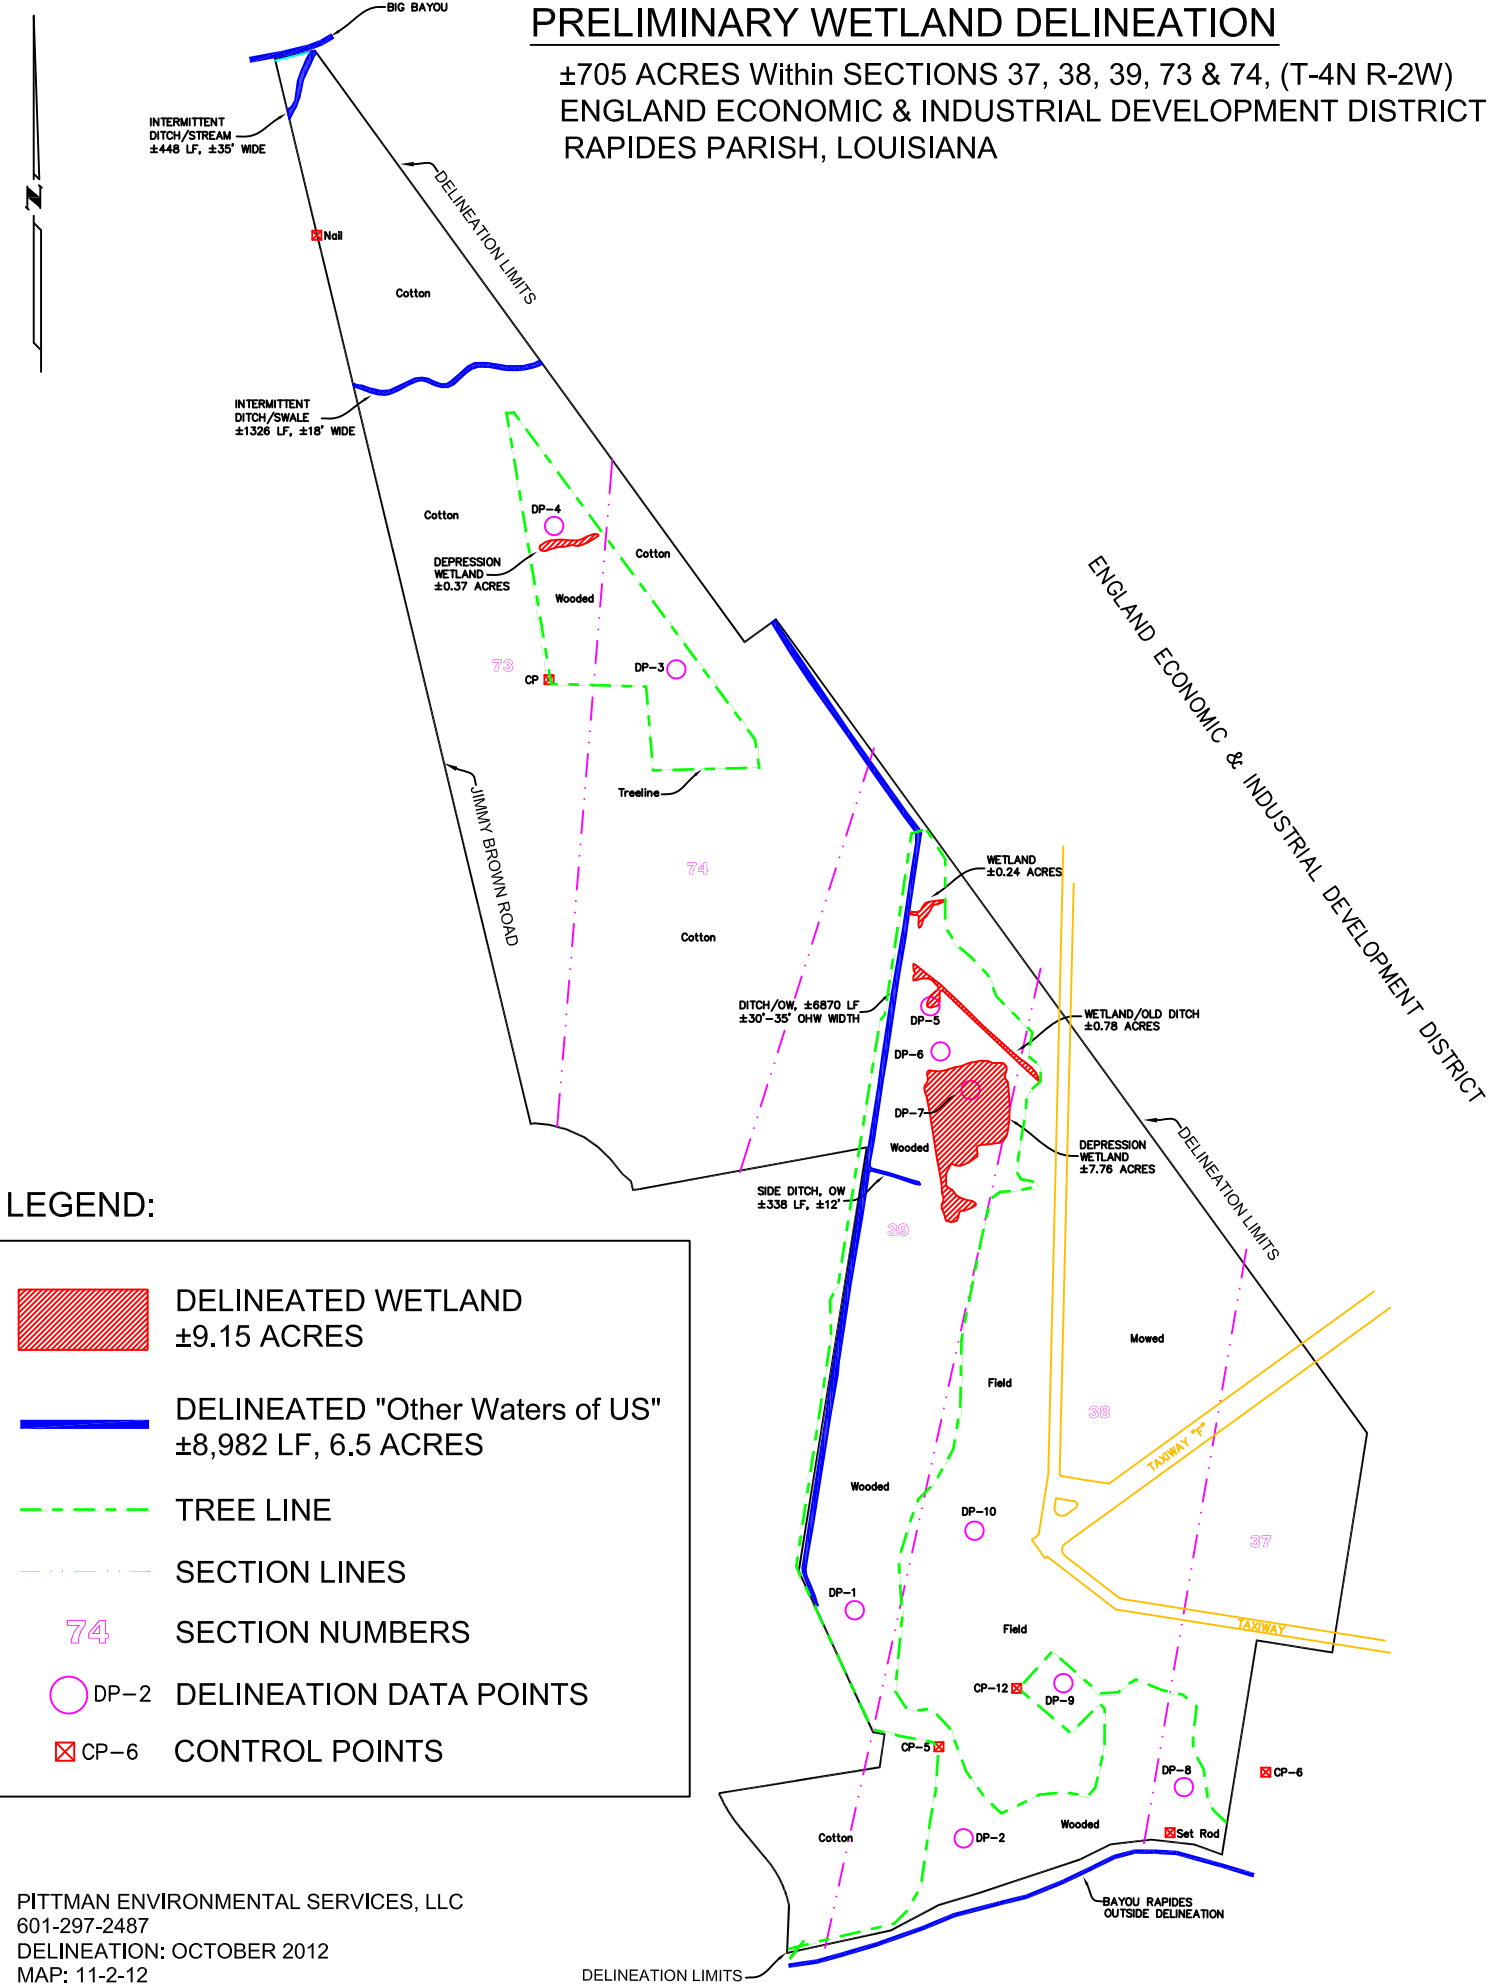 BIG BAYOU
PRELIMINARY WETLAND DELINEATION
±705 ACRES Within SECTIONS 37, 38, 39, 73 & 74, (T-4N R-2W)
ENGLAND ECONOMIC & INDUSTRIAL DEVELOPMENT DISTRICT
RAPIDES PARISH, LOUISIANA
INTERMITTENT
DITCH/STREAM
±448 LF, ±35' WIDE
N
DELINEATION LIMITS
Nail
Cotton
INTERMITTENT
DITCH/SWALE
±1326 LF, ±18' WIDE
Cotton
DP-4
Cotton
DEPRESSION
WETLAND
±0.37 ACRES
Wooded
73
DP-3
CP
Treeline
JIMMY BROWN ROAD
74
Cotton
ENGLAND ECONOMIC & INDUSTRIAL DEVELOPMENT DISTRICT
WETLAND
±0.24 ACRES
DITCH/OW, ±6870 LF
±30'-35' OHW WIDTH
DP-5
WETLAND/OLD DITCH
±0.78 ACRES
DP-6
DP-7
Wooded
DEPRESSION
WETLAND
±7.76 ACRES
DELINEATION LIMITS
SIDE DITCH, OW
±338 LF, ±12'
39
Mowed
Field
38
TAXIWAY "F"
Wooded
DP-10
37
DP-1
Field
TAXIWAY
CP-12
DP-9
CP-5
DP-8
CP-6
Cotton
DP-2
Wooded
Set Rod
BAYOU RAPIDES
OUTSIDE DELINEATION
DELINEATION LIMITS
LEGEND:
DELINEATED WETLAND
±9.15 ACRES
DELINEATED "Other Waters of US"
±8,982 LF, 6.5 ACRES
TREE LINE
SECTION LINES
74 SECTION NUMBERS
DP-2 DELINEATION DATA POINTS
CP-6 CONTROL POINTS
PITTMAN ENVIRONMENTAL SERVICES, LLC
601-297-2487
DELINEATION: OCTOBER 2012
MAP: 11-2-12